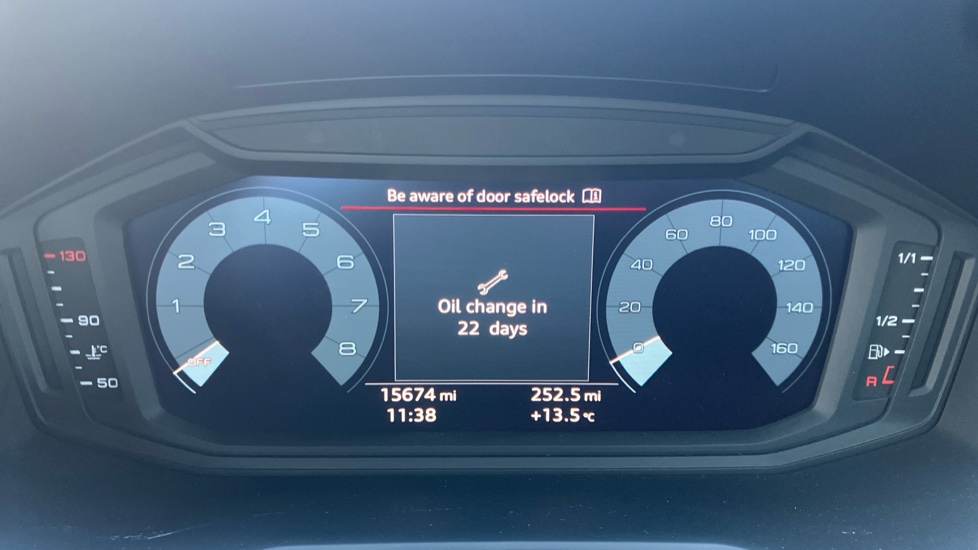 Be aware of door safelock
Oil change in
22 days
15674 mi
252.5 mi
11:38
+13.5 °C
OFF
1
2
3
4
5
6
7
8
0
20
40
60
80
100
120
140
160
130
90
°C
50
1/1
1/2
R